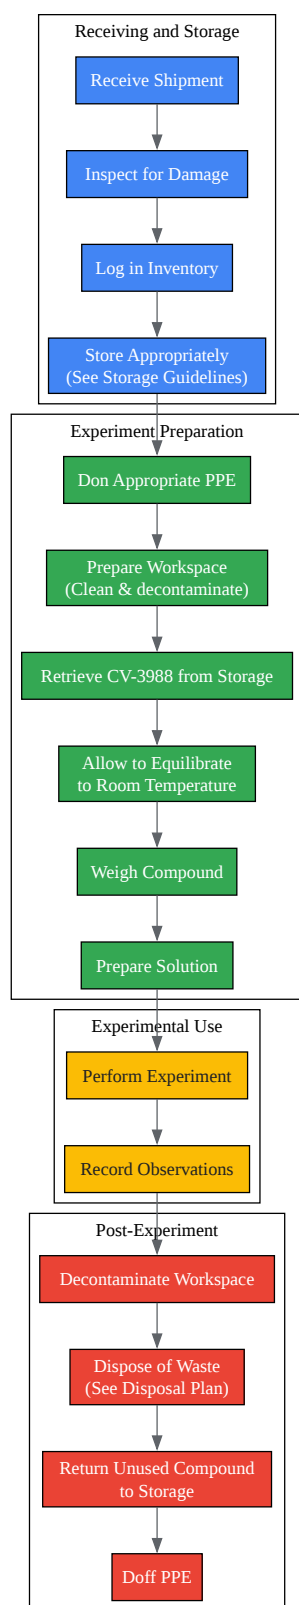 Receiving and Storage
Receive Shipment
Inspect for Damage
Log in Inventory
Store Appropriately
(See Storage Guidelines)
Experiment Preparation
Don Appropriate PPE
Prepare Workspace
(Clean & decontaminate)
Retrieve CV-3988 from Storage
Allow to Equilibrate
to Room Temperature
Weigh Compound
Prepare Solution
Experimental Use
Perform Experiment
Record Observations
Post-Experiment
Decontaminate Workspace
Dispose of Waste
(See Disposal Plan)
Return Unused Compound
to Storage
Doff PPE